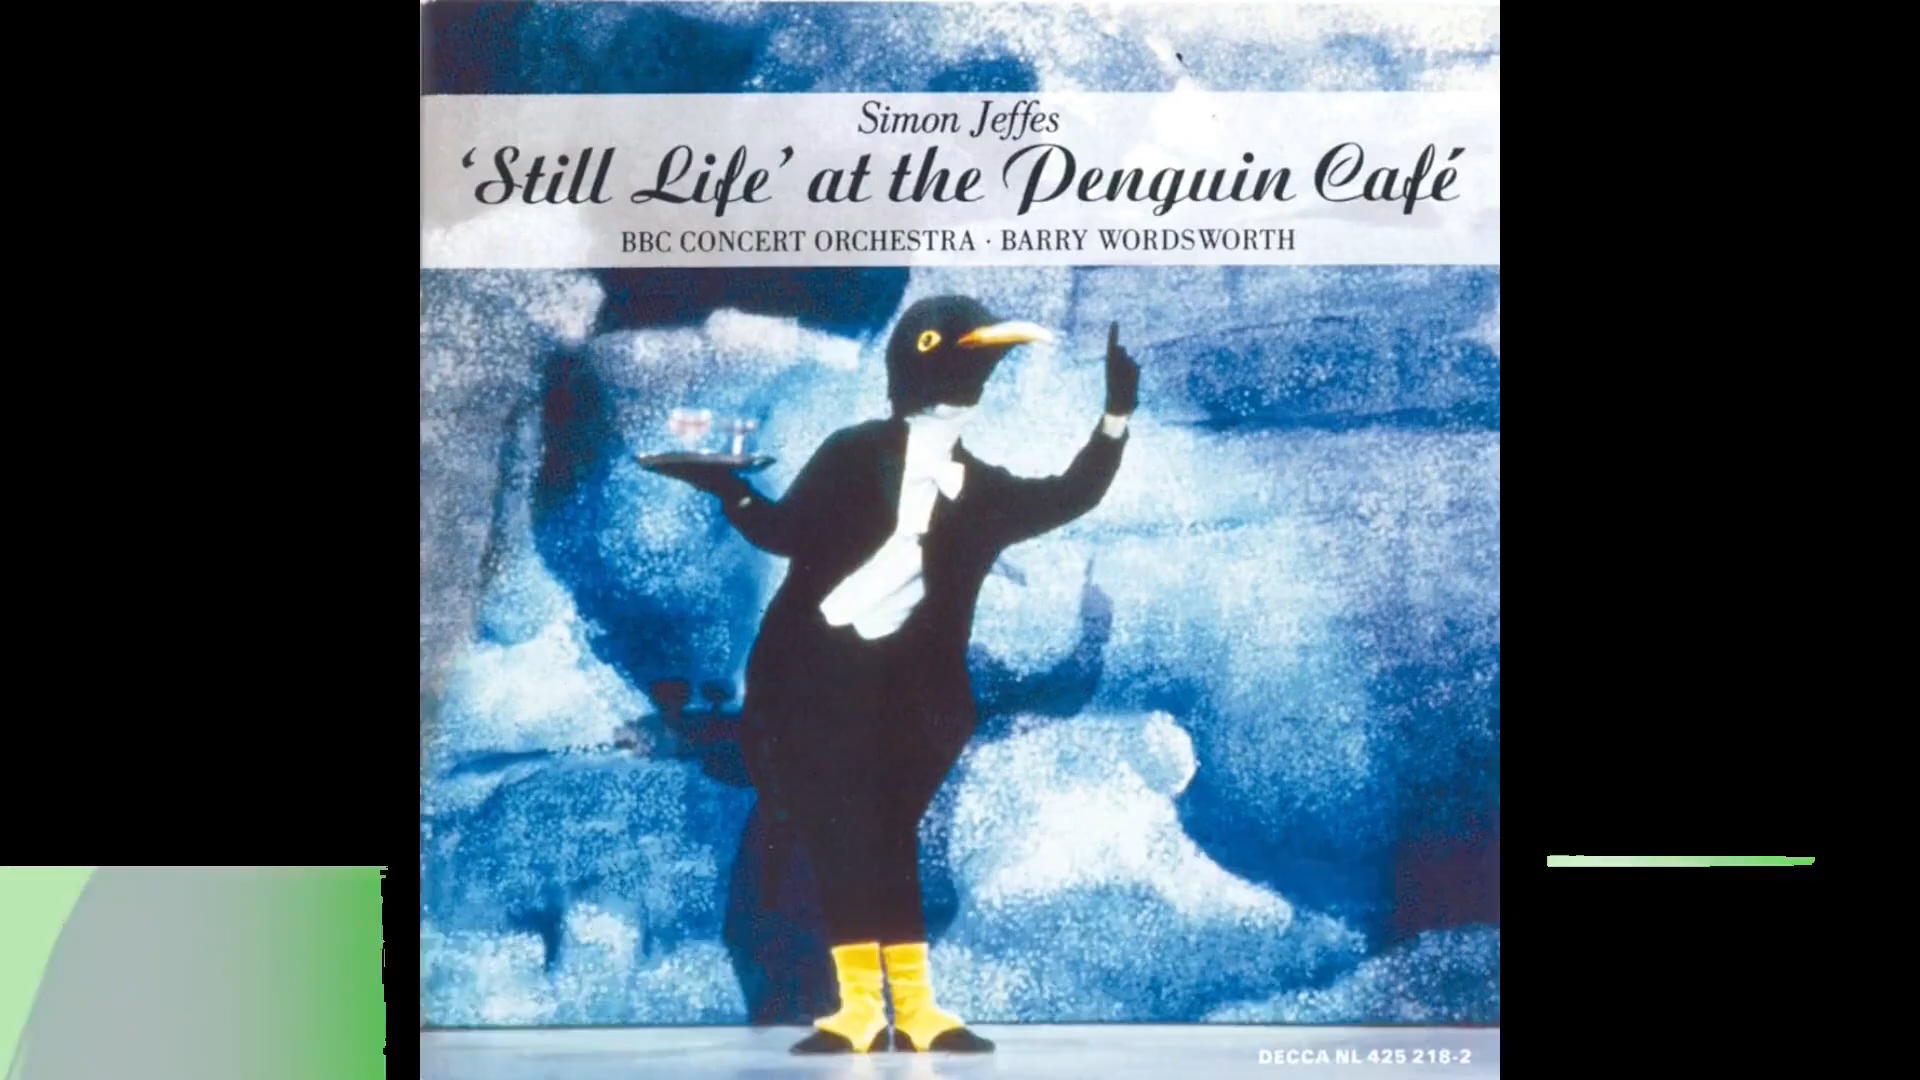 Simon Jeffes
‘Still Life’ at the Penguin Café
BBC CONCERT ORCHESTRA · BARRY WORDSWORTH
DECCA NL 425 218-2